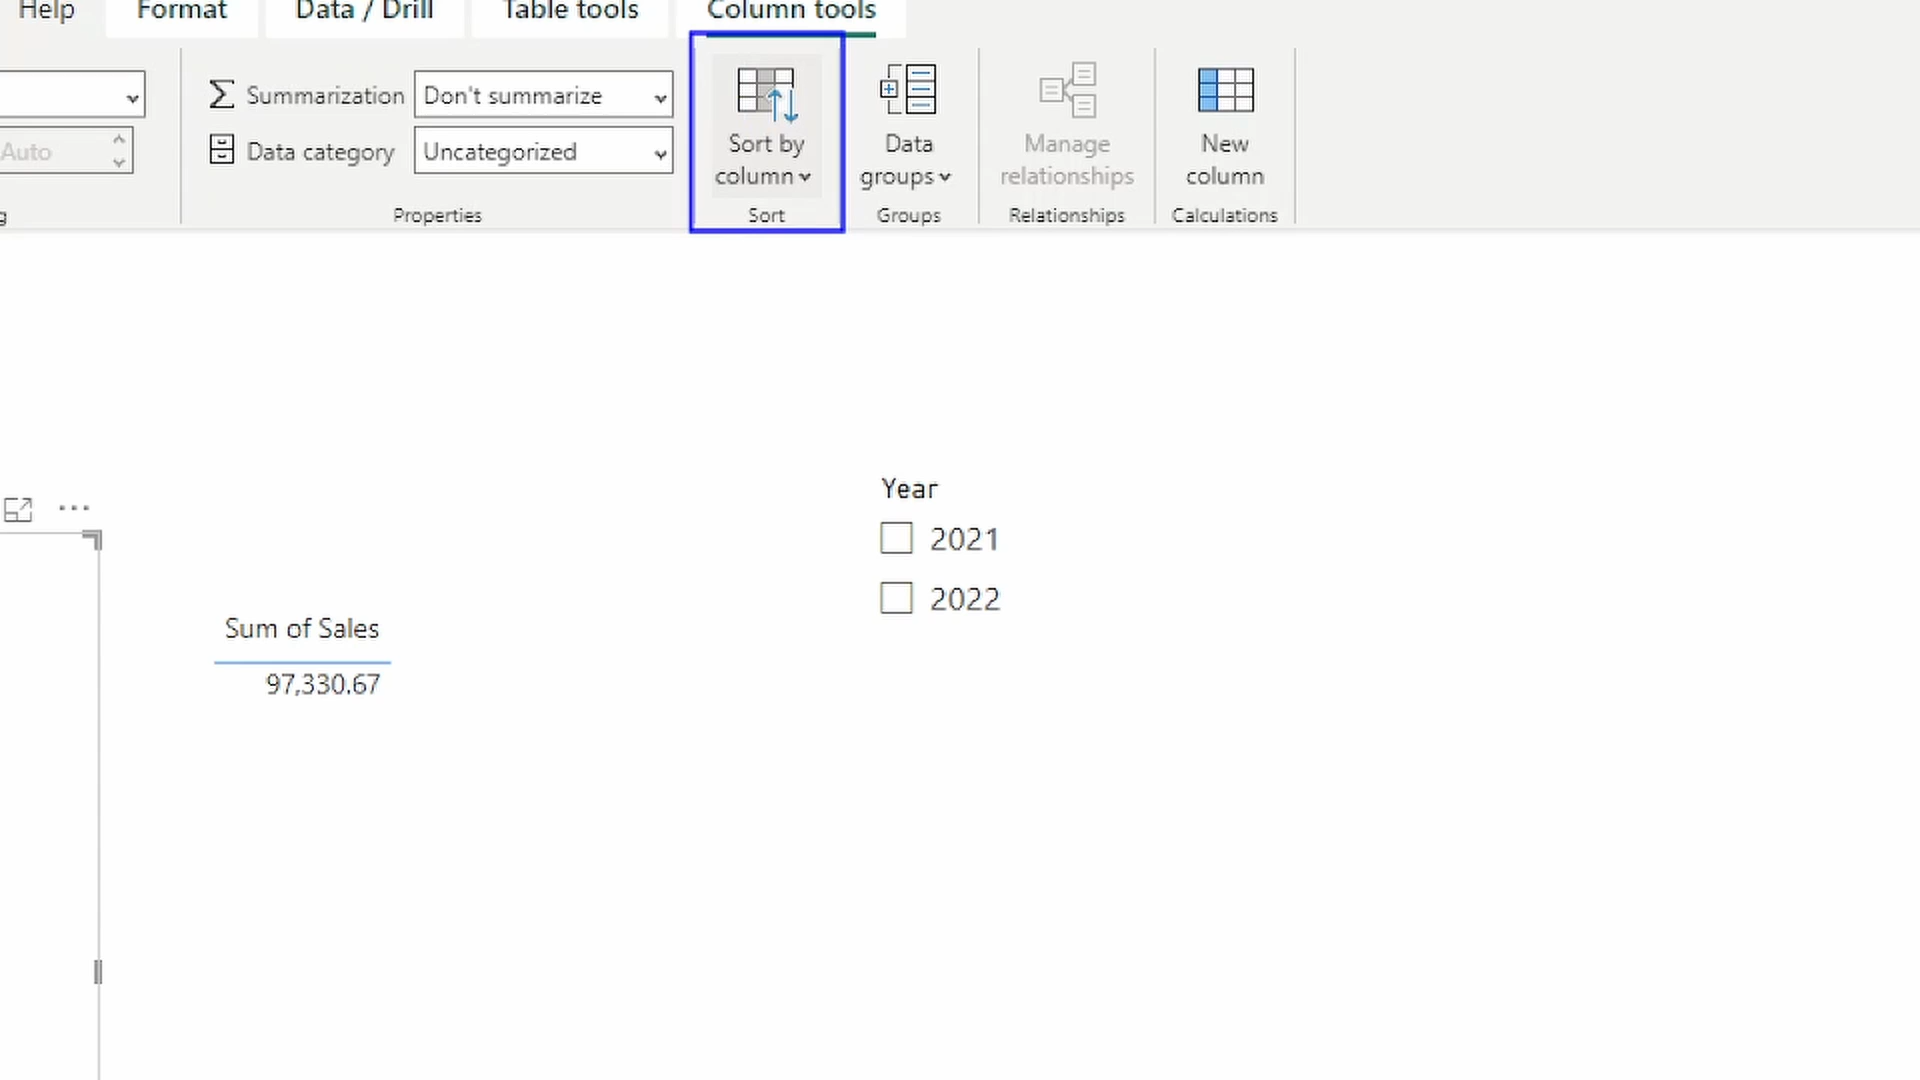 Help
Format
Data / Drill
Table tools
Column tools
Summarization
Don't summarize
Auto
Data category
Uncategorized
Properties
Sort by
column
Sort
Data
groups
Groups
Manage
relationships
Relationships
New
column
Calculations
Year
2021
2022
Sum of Sales
97,330.67